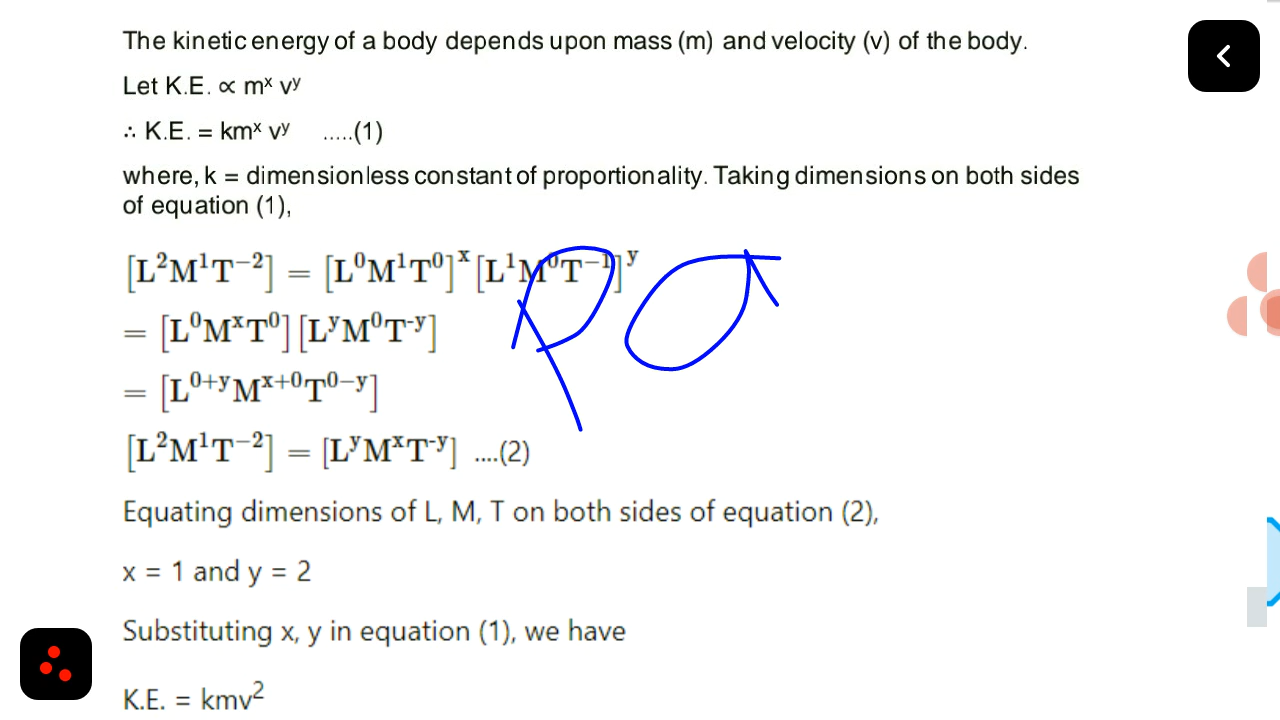 The kinetic energy of a body depends upon mass (m) and velocity (v) of the body.
Let K.E. ∝ mˣ vʸ
∴ K.E. = kmˣ vʸ .....(1)
where, k = dimensionless constant of proportionality. Taking dimensions on both sides
of equation (1),
[L²M¹T⁻²] = [L⁰M¹T⁰]ˣ [L¹M⁰T⁻¹]ʸ
= [L⁰MˣT⁰] [LʸM⁰T⁻ʸ]
= [L⁰⁺ʸMˣ⁺⁰T⁰⁻ʸ]
[L²M¹T⁻²] = [LʸMˣT⁻ʸ] ....(2)
Equating dimensions of L, M, T on both sides of equation (2),
x = 1 and y = 2
Substituting x, y in equation (1), we have
K.E. = kmv²